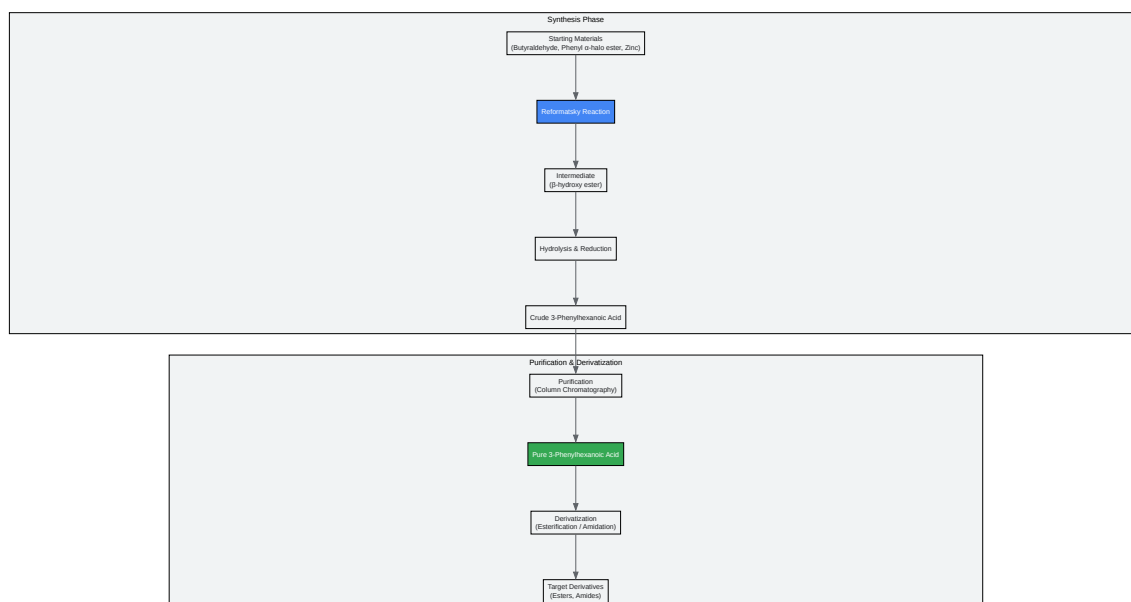 Synthesis Phase
Starting Materials
(Butyraldehyde, Phenyl α-halo ester, Zinc)
Reformatsky Reaction
Intermediate
(β-hydroxy ester)
Hydrolysis & Reduction
Crude 3-Phenylhexanoic Acid
Purification & Derivatization
Purification
(Column Chromatography)
Pure 3-Phenylhexanoic Acid
Derivatization
(Esterification / Amidation)
Target Derivatives
(Esters, Amides)